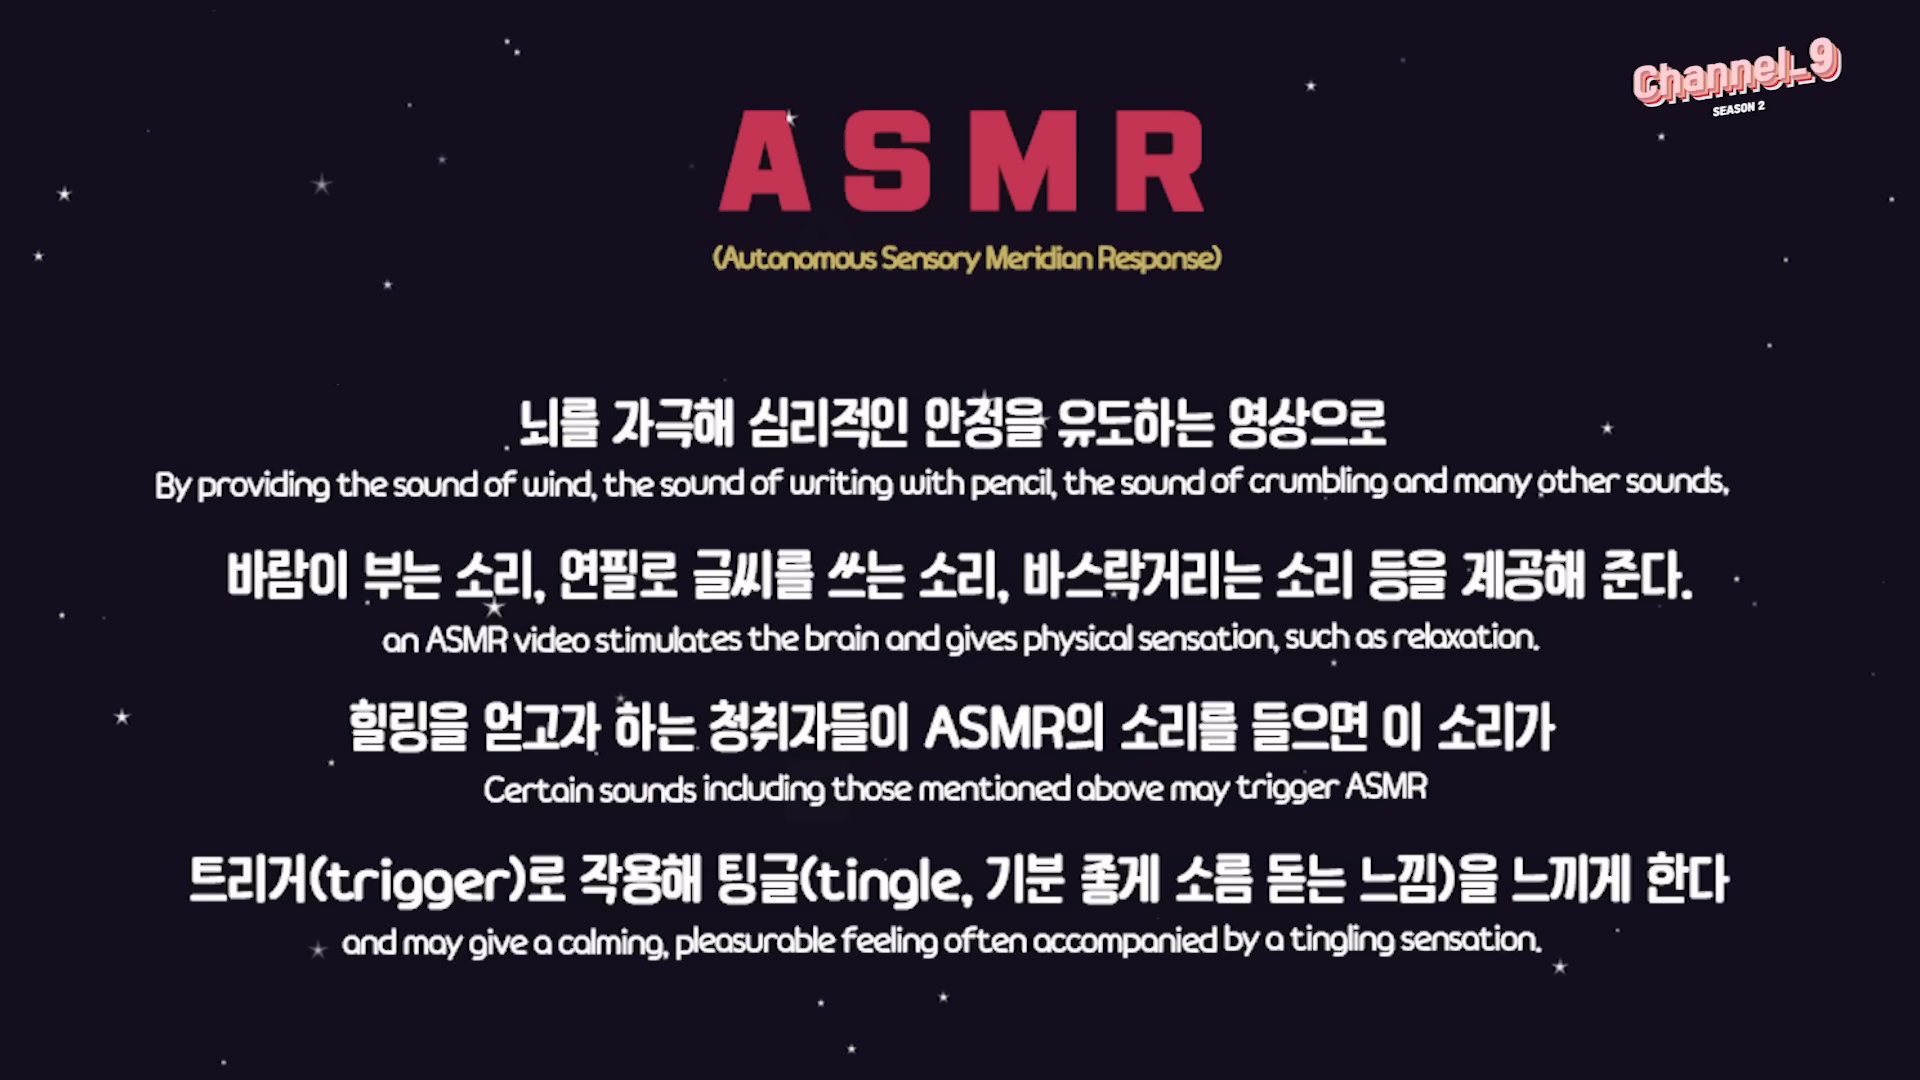 Channel_9
SEASON 2
ASMR
(Autonomous Sensory Meridian Response)
뇌를 자극해 심리적인 안정을 유도하는 영상으로
By providing the sound of wind, the sound of writing with pencil, the sound of crumbling and many other sounds,
바람이 부는 소리, 연필로 글씨를 쓰는 소리, 바스락거리는 소리 등을 제공해 준다.
an ASMR video stimulates the brain and gives physical sensation, such as relaxation.
힐링을 얻고자 하는 청취자들이 ASMR의 소리를 들으면 이 소리가
Certain sounds including those mentioned above may trigger ASMR
트리거(trigger)로 작용해 팅글(tingle, 기분 좋게 소름 돋는 느낌)을 느끼게 한다
and may give a calming, pleasurable feeling often accompanied by a tingling sensation.